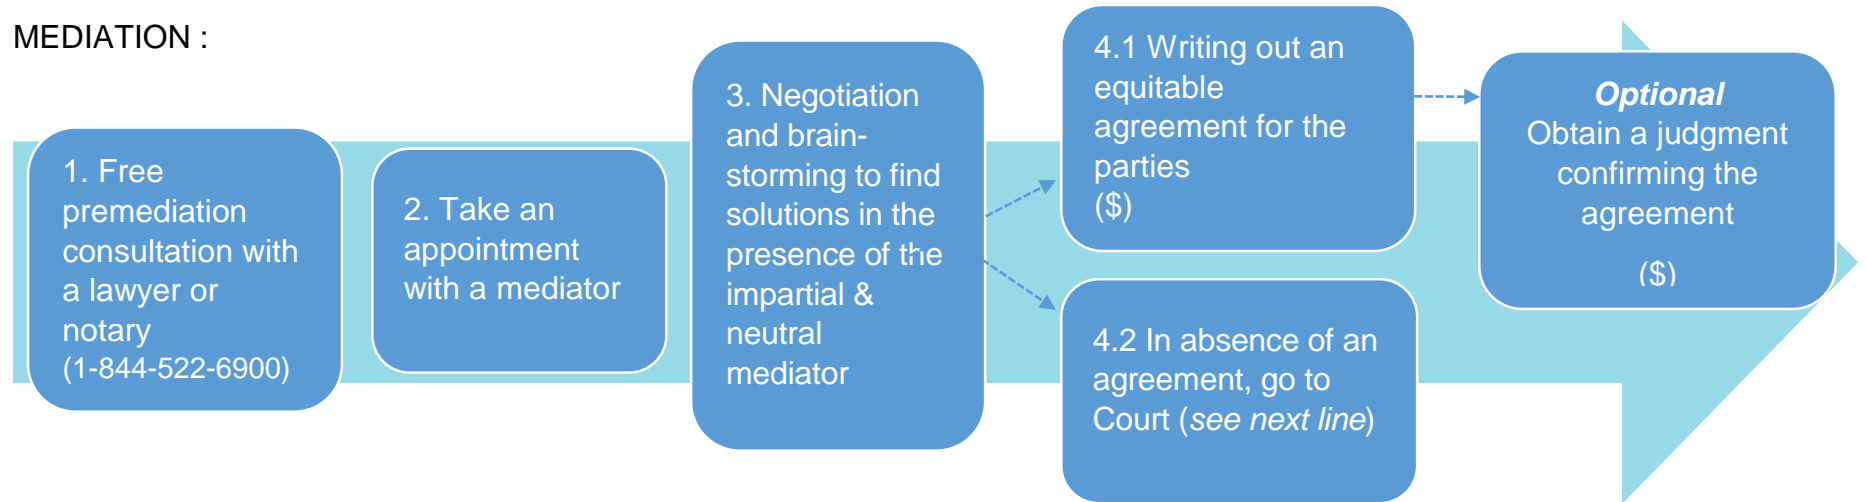 MEDIATION :
1. Free
premediation
consultation with
a lawyer or
notary
(1-844-522-6900)
2. Take an
appointment
with a mediator
3. Negotiation
and brain-
storming to find
solutions in the
presence of the
impartial &
neutral
mediator
4.1 Writing out an
equitable
agreement for the
parties
($)
4.2 In absence of an
agreement, go to
Court (see next line)
Optional
Obtain a judgment
confirming the
agreement
($)